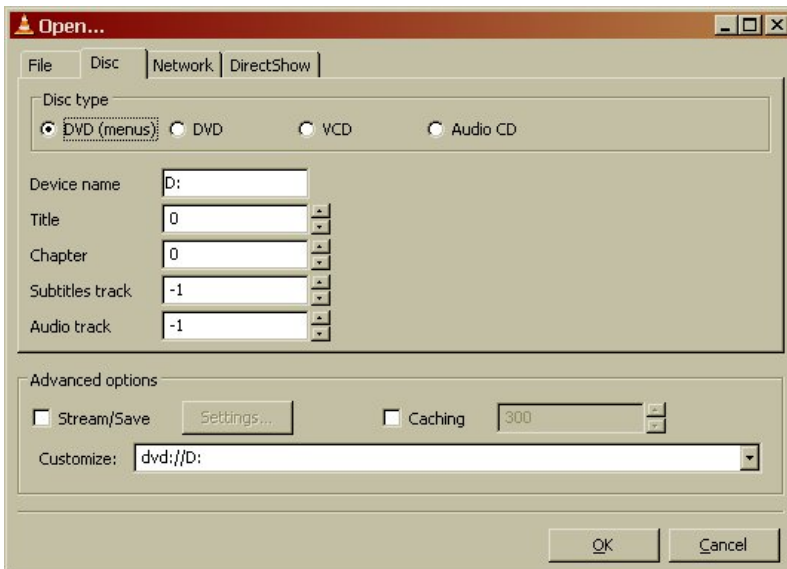 Open...
File Disc Network DirectShow
Disc type
DVD (menus) DVD VCD Audio CD
Device name D:
Title 0
Chapter 0
Subtitles track -1
Audio track -1
Advanced options
Stream/Save Settings... Caching 300
Customize: dvd://D:
OK Cancel